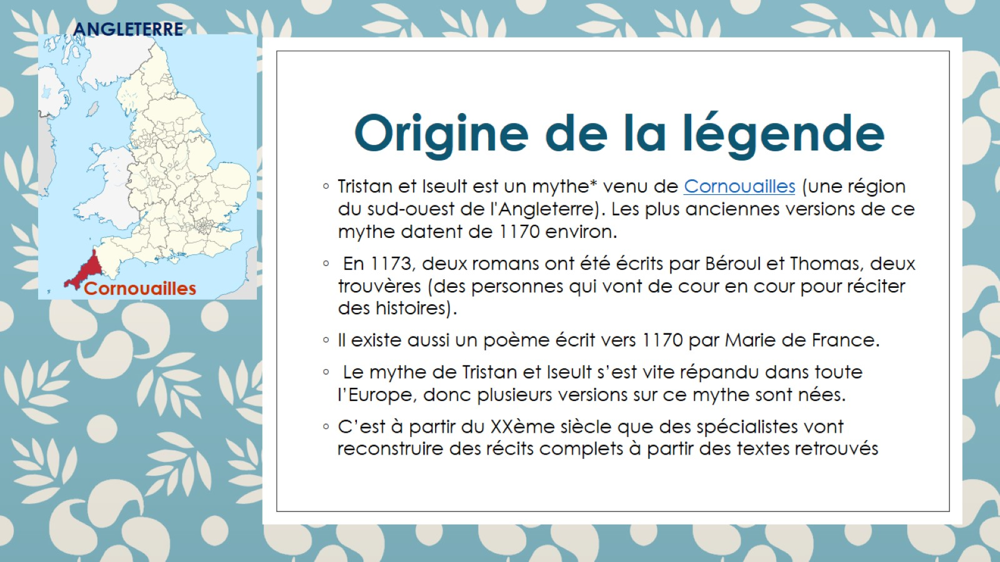 ANGLETERRE
Cornouailles
Origine de la légende
◦ Tristan et Iseult est un mythe* venu de Cornouailles (une région
du sud-ouest de l'Angleterre). Les plus anciennes versions de ce
mythe datent de 1170 environ.
◦ En 1173, deux romans ont été écrits par Béroul et Thomas, deux
trouvères (des personnes qui vont de cour en cour pour réciter
des histoires).
◦ Il existe aussi un poème écrit vers 1170 par Marie de France.
◦ Le mythe de Tristan et Iseult s’est vite répandu dans toute
l’Europe, donc plusieurs versions sur ce mythe sont nées.
◦ C’est à partir du XXème siècle que des spécialistes vont
reconstruire des récits complets à partir des textes retrouvés